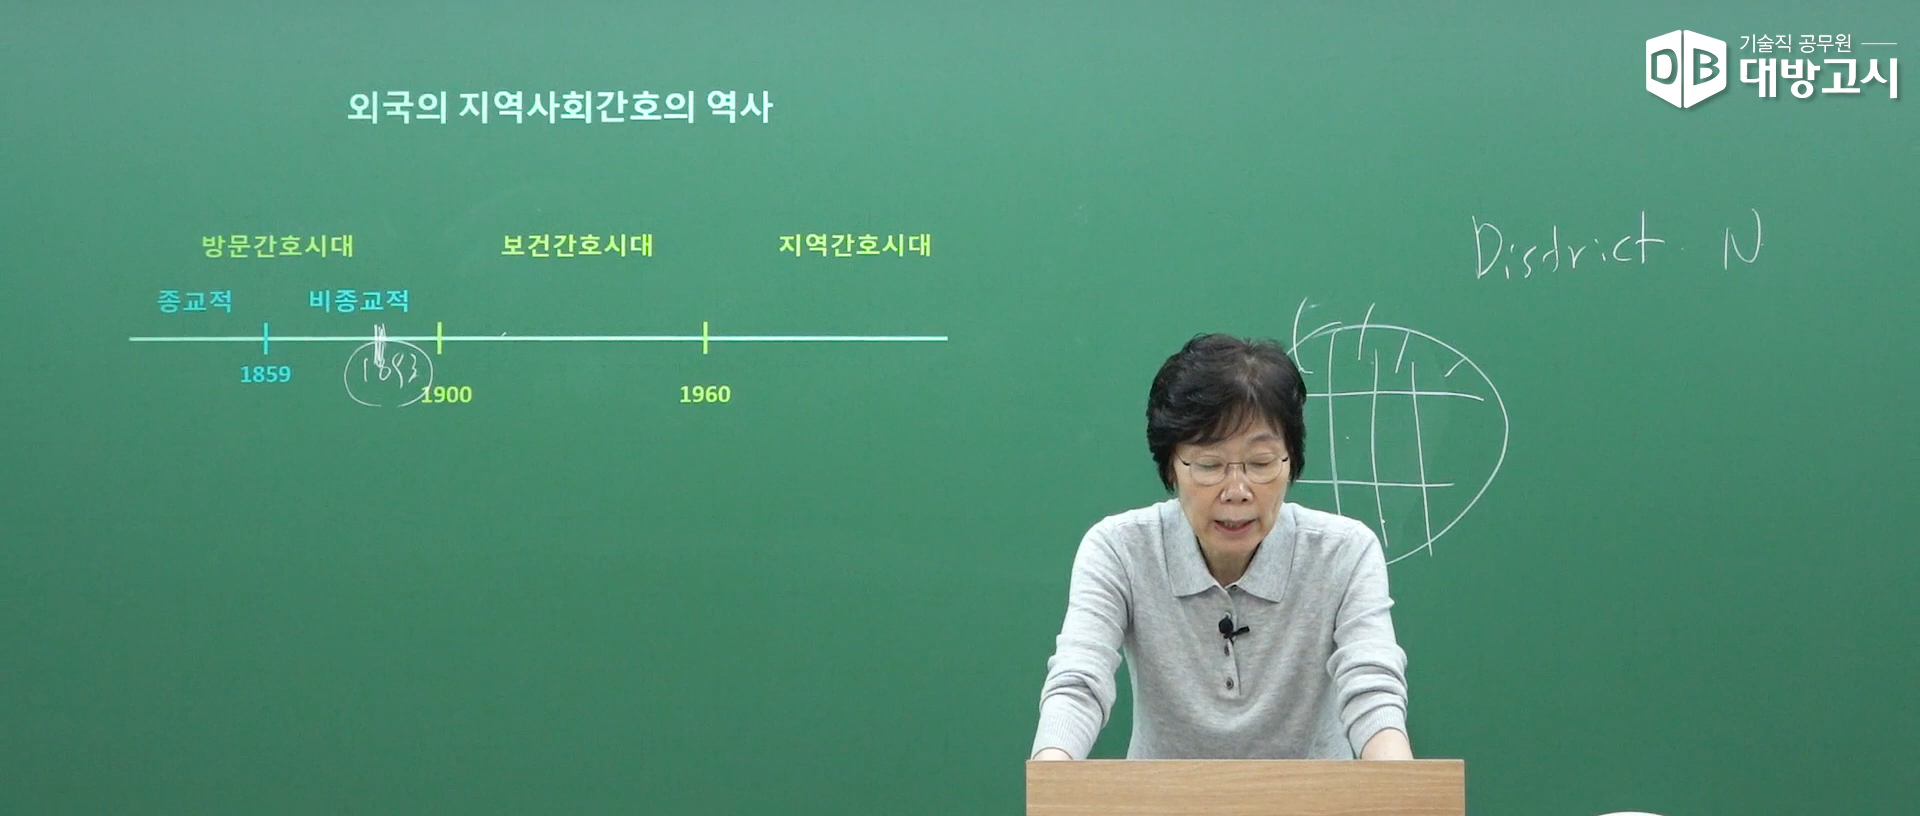 기술직 공무원
대방고시
DB
외국의 지역사회간호의 역사
방문간호시대 보건간호시대 지역간호시대
종교적 비종교적
1859 1893 1900 1960
District. N